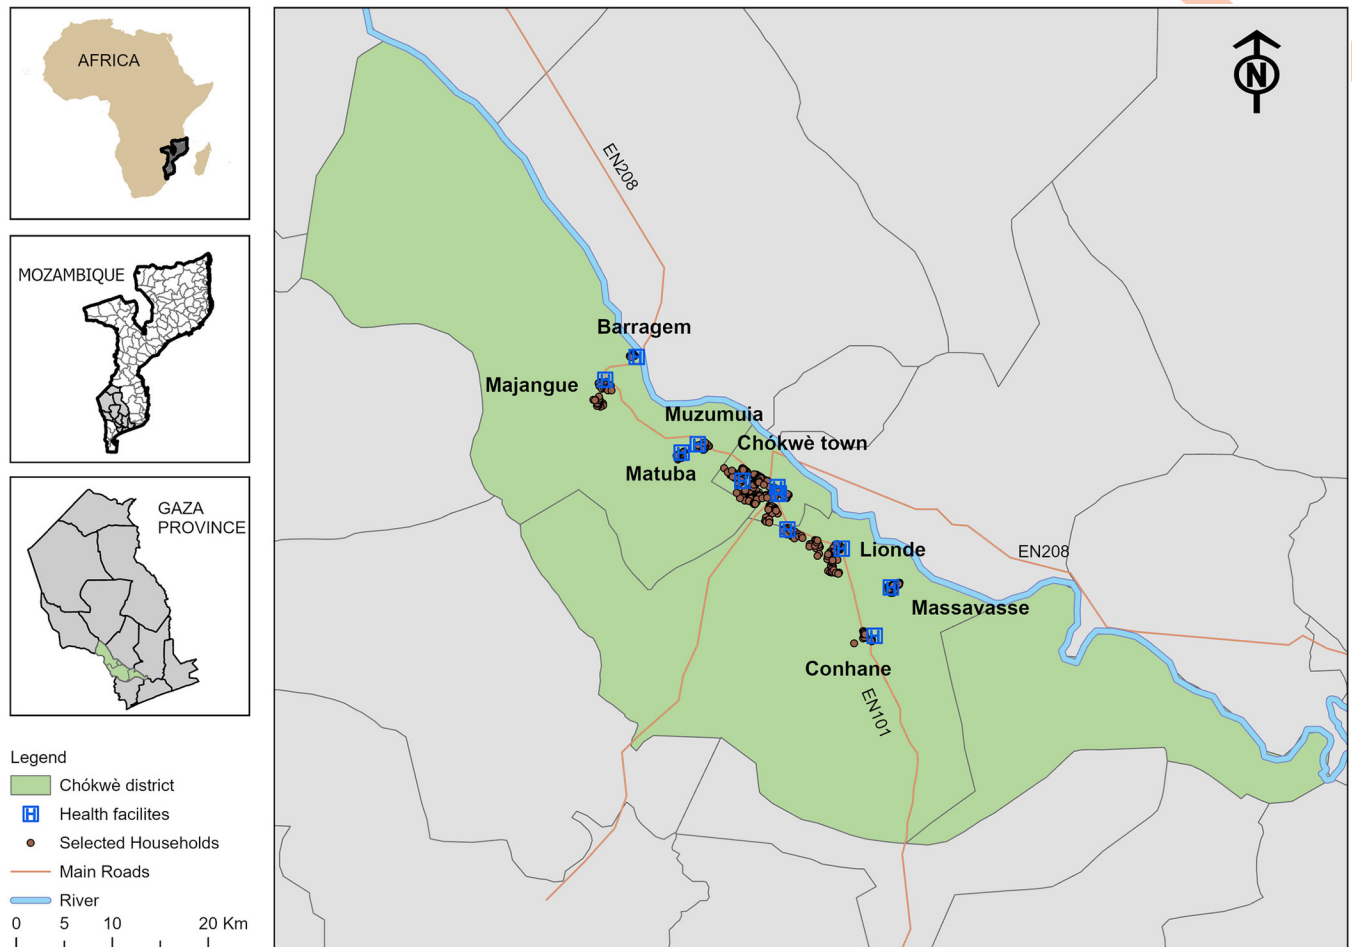 AFRICA
MOZAMBIQUE
GAZA
PROVINCE
Legend
Chókwè district
H Health facilites
Selected Households
Main Roads
River
0 5 10 20 Km
N
EN208
Barragem
Majangue
Muzumuia
Chókwè town
Matuba
Lionde
EN208
Massavasse
Conhane
EN101